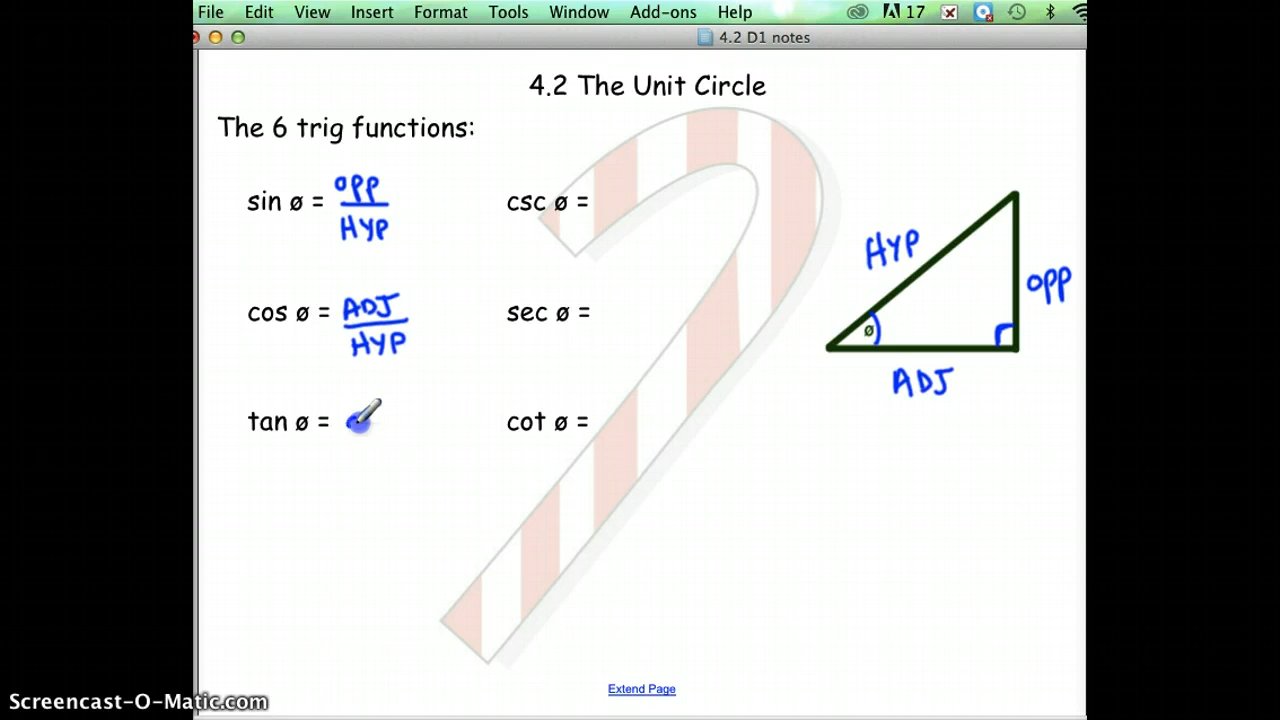 File Edit View Insert Format Tools Window Add-ons Help 17
4.2 D1 notes
4.2 The Unit Circle
The 6 trig functions:
sin ø = OPP
HYP
csc ø =
cos ø = ADJ
HYP
sec ø =
tan ø =
cot ø =
HYP
OPP
ø
ADJ
Extend Page
Screencast-O-Matic.com